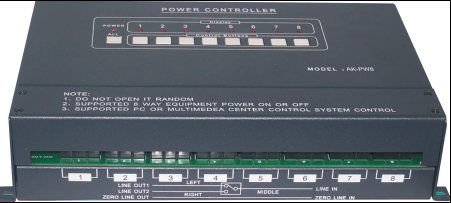 POWER CONTROLLER
Display
POWER 1 2 3 4 5 6 7 8
ALL
Control Buttons
MODEL : AK-PW8
NOTE:
1. DO NOT OPEN IT RANDOM
2. SUPPORTED 8 WAY EQUIPMENT POWER ON OR OFF
3. SUPPORTED PC OR MULTIMEDEA CENTER CONTROL SYSTEM CONTROL
1 2 3 4 5 6 7 8
LINE OUT1 LEFT
LINE OUT2 MIDDLE LINE IN
ZERO LINE OUT RIGHT ZERO LINE IN